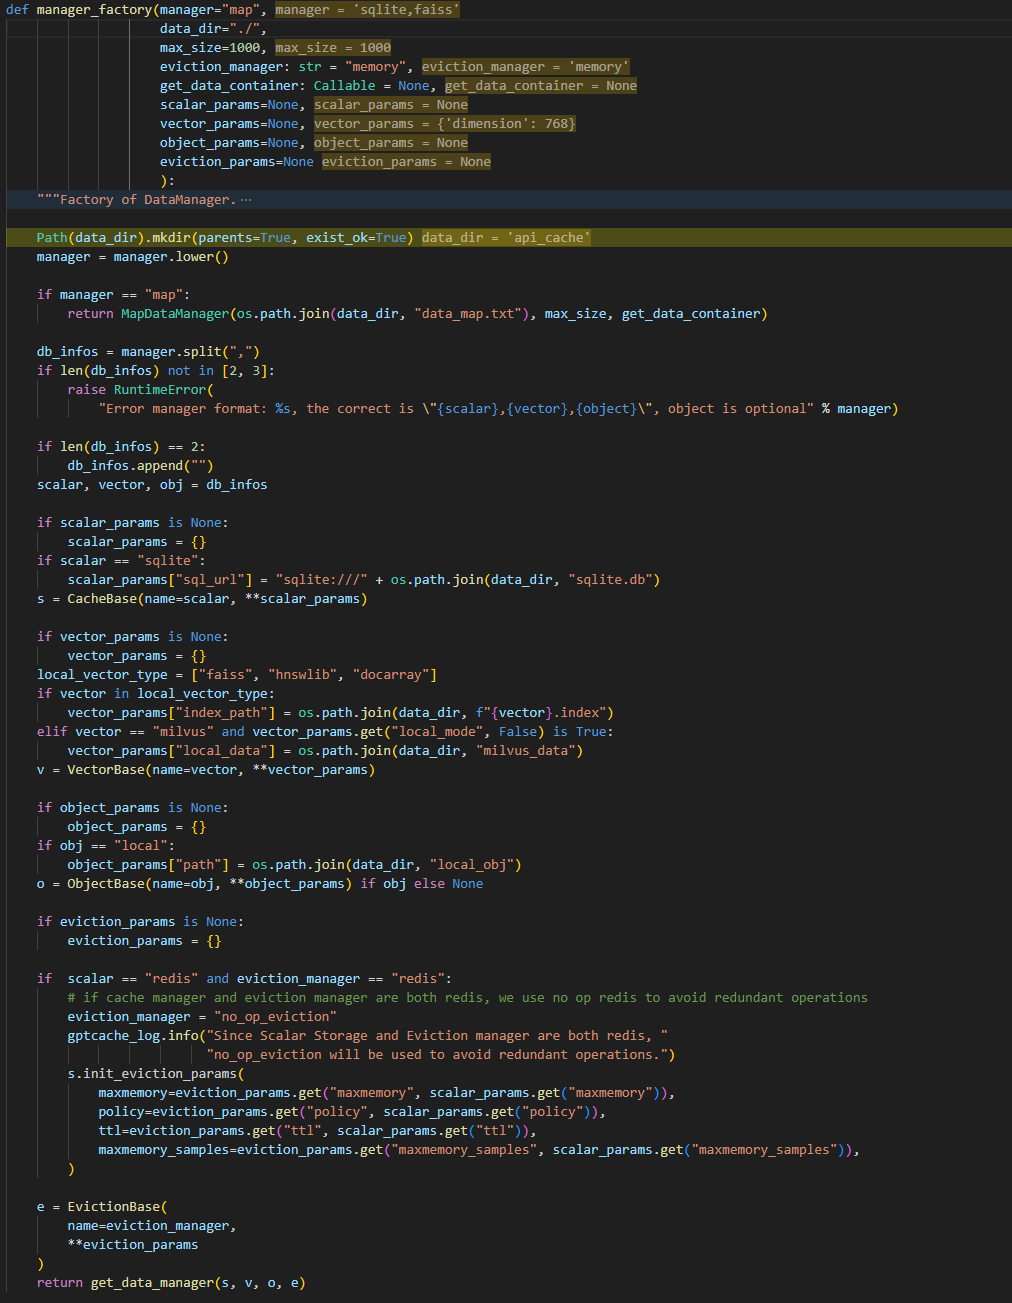 def manager_factory(manager="map", manager = 'sqlite,faiss'
data_dir="./",
max_size=1000, max_size = 1000
eviction_manager: str = "memory", eviction_manager = 'memory'
get_data_container: Callable = None, get_data_container = None
scalar_params=None, scalar_params = None
vector_params=None, vector_params = {'dimension': 768}
object_params=None, object_params = None
eviction_params=None eviction_params = None
):
"""Factory of DataManager. ···
Path(data_dir).mkdir(parents=True, exist_ok=True) data_dir = 'api_cache'
manager = manager.lower()
if manager == "map":
return MapDataManager(os.path.join(data_dir, "data_map.txt"), max_size, get_data_container)
db_infos = manager.split(",")
if len(db_infos) not in [2, 3]:
raise RuntimeError(
"Error manager format: %s, the correct is \"{scalar},{vector},{object}\", object is optional" % manager)
if len(db_infos) == 2:
db_infos.append("")
scalar, vector, obj = db_infos
if scalar_params is None:
scalar_params = {}
if scalar == "sqlite":
scalar_params["sql_url"] = "sqlite:///" + os.path.join(data_dir, "sqlite.db")
s = CacheBase(name=scalar, **scalar_params)
if vector_params is None:
vector_params = {}
local_vector_type = ["faiss", "hnswlib", "docarray"]
if vector in local_vector_type:
vector_params["index_path"] = os.path.join(data_dir, f"{vector}.index")
elif vector == "milvus" and vector_params.get("local_mode", False) is True:
vector_params["local_data"] = os.path.join(data_dir, "milvus_data")
v = VectorBase(name=vector, **vector_params)
if object_params is None:
object_params = {}
if obj == "local":
object_params["path"] = os.path.join(data_dir, "local_obj")
o = ObjectBase(name=obj, **object_params) if obj else None
if eviction_params is None:
eviction_params = {}
if  scalar == "redis" and eviction_manager == "redis":
# if cache manager and eviction manager are both redis, we use no op redis to avoid redundant operations
eviction_manager = "no_op_eviction"
gptcache_log.info("Since Scalar Storage and Eviction manager are both redis, "
"no_op_eviction will be used to avoid redundant operations.")
s.init_eviction_params(
maxmemory=eviction_params.get("maxmemory", scalar_params.get("maxmemory")),
policy=eviction_params.get("policy", scalar_params.get("policy")),
ttl=eviction_params.get("ttl", scalar_params.get("ttl")),
maxmemory_samples=eviction_params.get("maxmemory_samples", scalar_params.get("maxmemory_samples")),
)
e = EvictionBase(
name=eviction_manager,
**eviction_params
)
return get_data_manager(s, v, o, e)